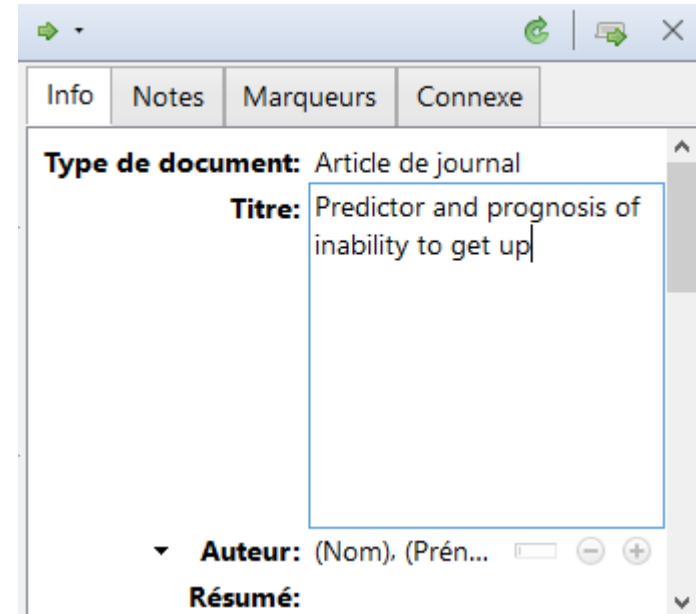 Info Notes Marqueurs Connexe
Type de document: Article de journal
Titre: Predictor and prognosis of
inability to get up
Auteur: (Nom), (Prén...
Résumé: